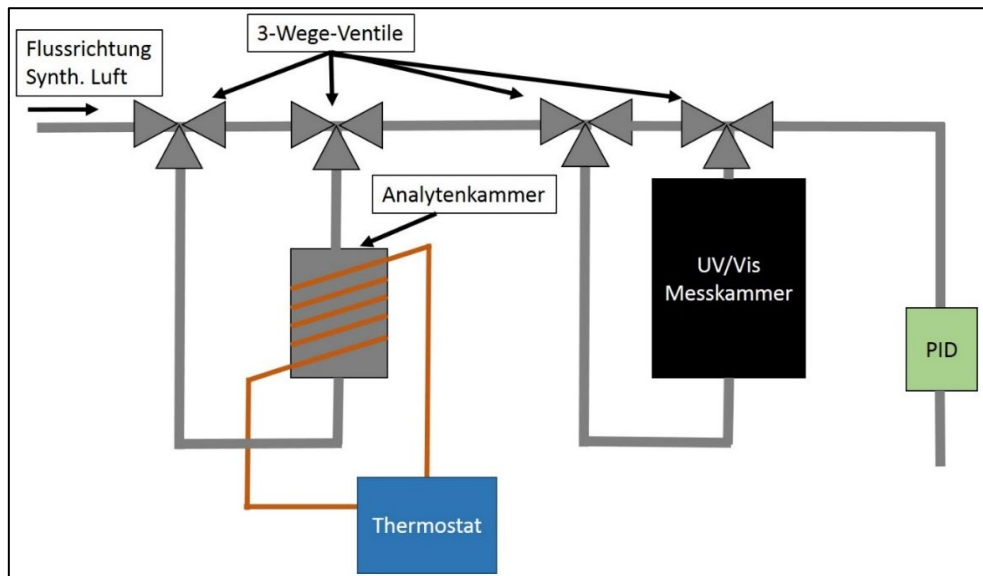 3-Wege-Ventile
Flussrichtung
Synth. Luft
Analytenkammer
UV/Vis
Messkammer
PID
Thermostat